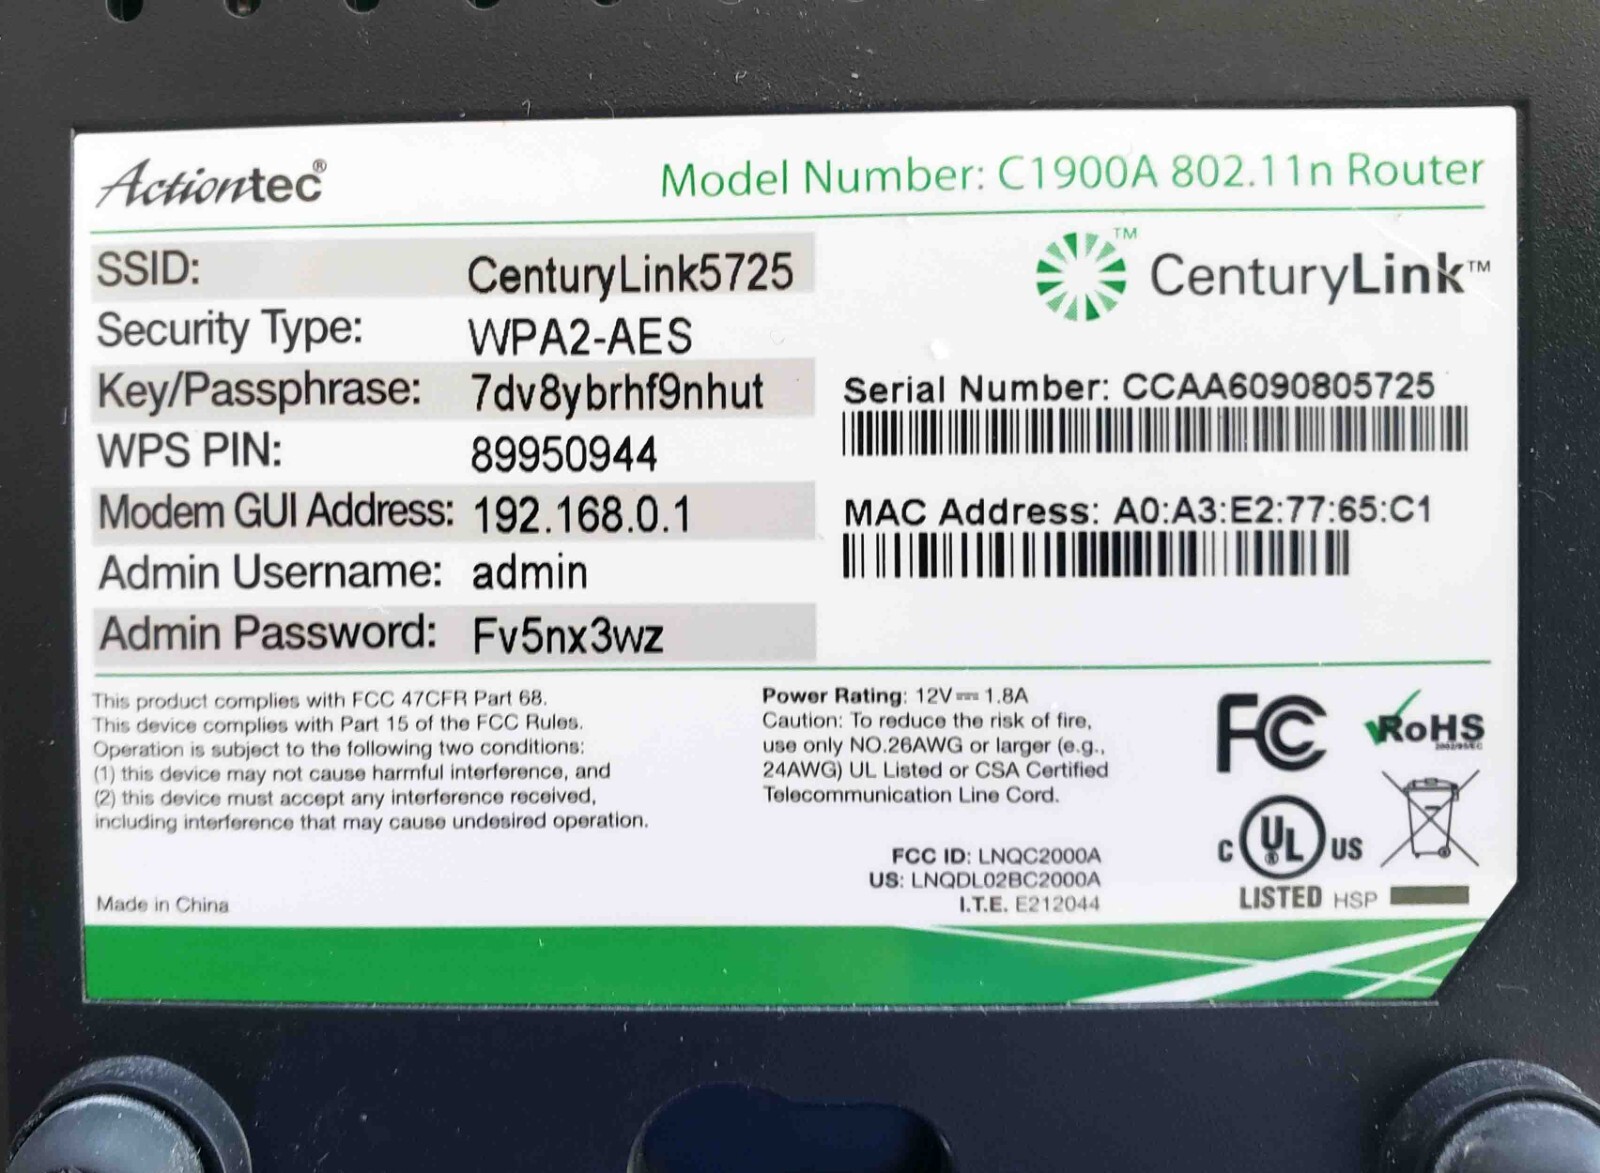 Actiontec®
Model Number: C1900A 802.11n Router
SSID: CenturyLink5725
Security Type: WPA2-AES
Key/Passphrase: 7dv8ybrhf9nhut
WPS PIN: 89950944
Modem GUI Address: 192.168.0.1
Admin Username: admin
Admin Password: Fv5nx3wz
TM
CenturyLink™
Serial Number: CCAA6090805725
MAC Address: A0:A3:E2:77:65:C1
This product complies with FCC 47CFR Part 68.
This device complies with Part 15 of the FCC Rules.
Operation is subject to the following two conditions:
(1) this device may not cause harmful interference, and
(2) this device must accept any interference received,
including interference that may cause undesired operation.
Made in China
Power Rating: 12V⎓1.8A
Caution: To reduce the risk of fire,
use only NO.26AWG or larger (e.g.,
24AWG) UL Listed or CSA Certified
Telecommunication Line Cord.
FCC ID: LNQC2000A
US: LNQDL02BC2000A
I.T.E. E212044
FC
RoHS
2002/95/EC
C UL® US
LISTED HSP